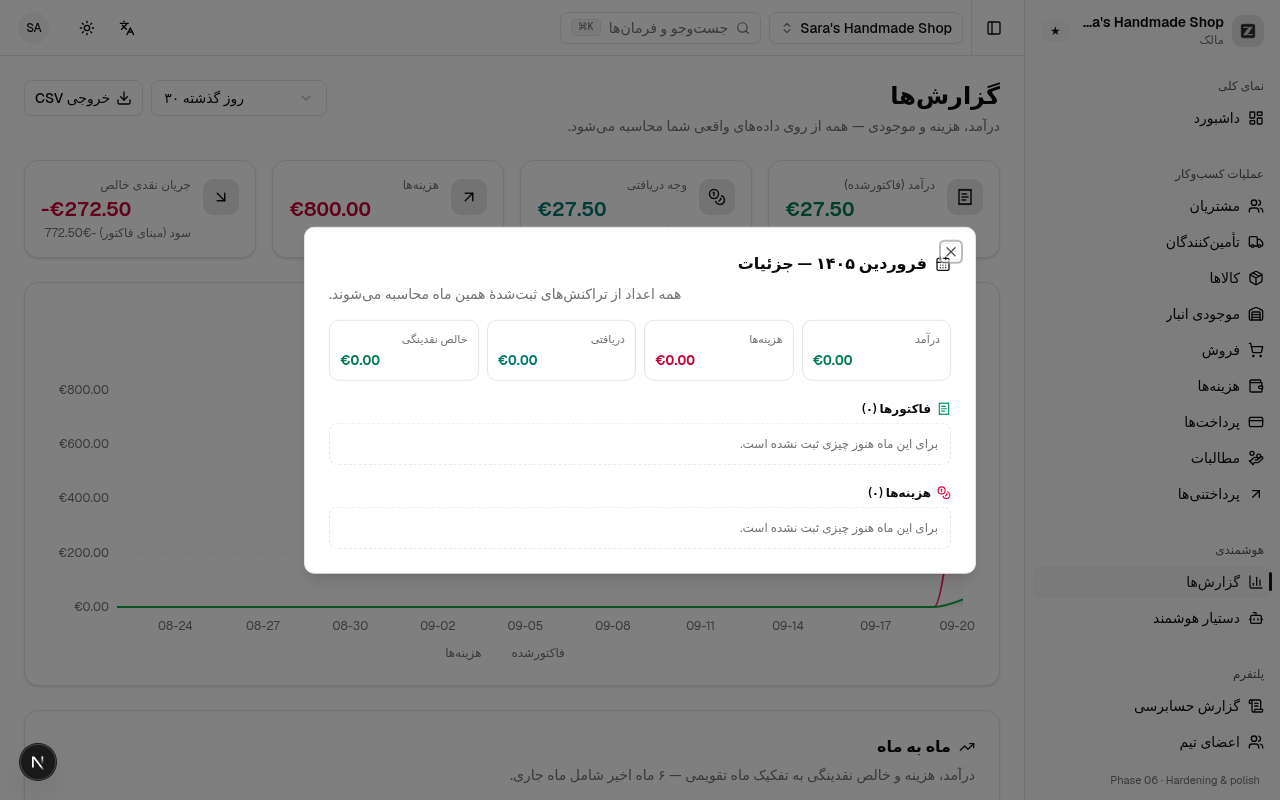 ...a's Handmade Shop
مالک
★
نمای کلی
داشبورد
عملیات کسب‌وکار
مشتریان
تأمین‌کنندگان
کالاها
موجودی انبار
فروش
هزینه‌ها
پرداخت‌ها
مطالبات
پرداختنی‌ها
هوشمندی
گزارش‌ها
دستیار هوشمند
پلتفرم
گزارش حسابرسی
اعضای تیم
Phase 06 · Hardening & polish
Sara's Handmade Shop
جست‌وجو و فرمان‌ها
⌘K
SA
گزارش‌ها
درآمد، هزینه و موجودی — همه از روی داده‌های واقعی شما محاسبه می‌شود.
۳۰ روز گذشته
خروجی CSV
درآمد (فاکتورشده)
€27.50
وجه دریافتی
€27.50
هزینه‌ها
€800.00
جریان نقدی خالص
-€272.50
سود (مبنای فاکتور) -€772.50
فروردین ۱۴۰۵ — جزئیات
همه اعداد از تراکنش‌های ثبت‌شدهٔ همین ماه محاسبه می‌شوند.
درآمد
€0.00
هزینه‌ها
€0.00
دریافتی
€0.00
خالص نقدینگی
€0.00
فاکتورها (۰)
برای این ماه هنوز چیزی ثبت نشده است.
هزینه‌ها (۰)
برای این ماه هنوز چیزی ثبت نشده است.
€800.00
€600.00
€400.00
€200.00
€0.00
08-24 08-27 08-30 09-02 09-05 09-08 09-11 09-14 09-17 09-20
فاکتورشده
هزینه‌ها
ماه به ماه
درآمد، هزینه و خالص نقدینگی به تفکیک ماه تقویمی — ۶ ماه اخیر شامل ماه جاری.
N